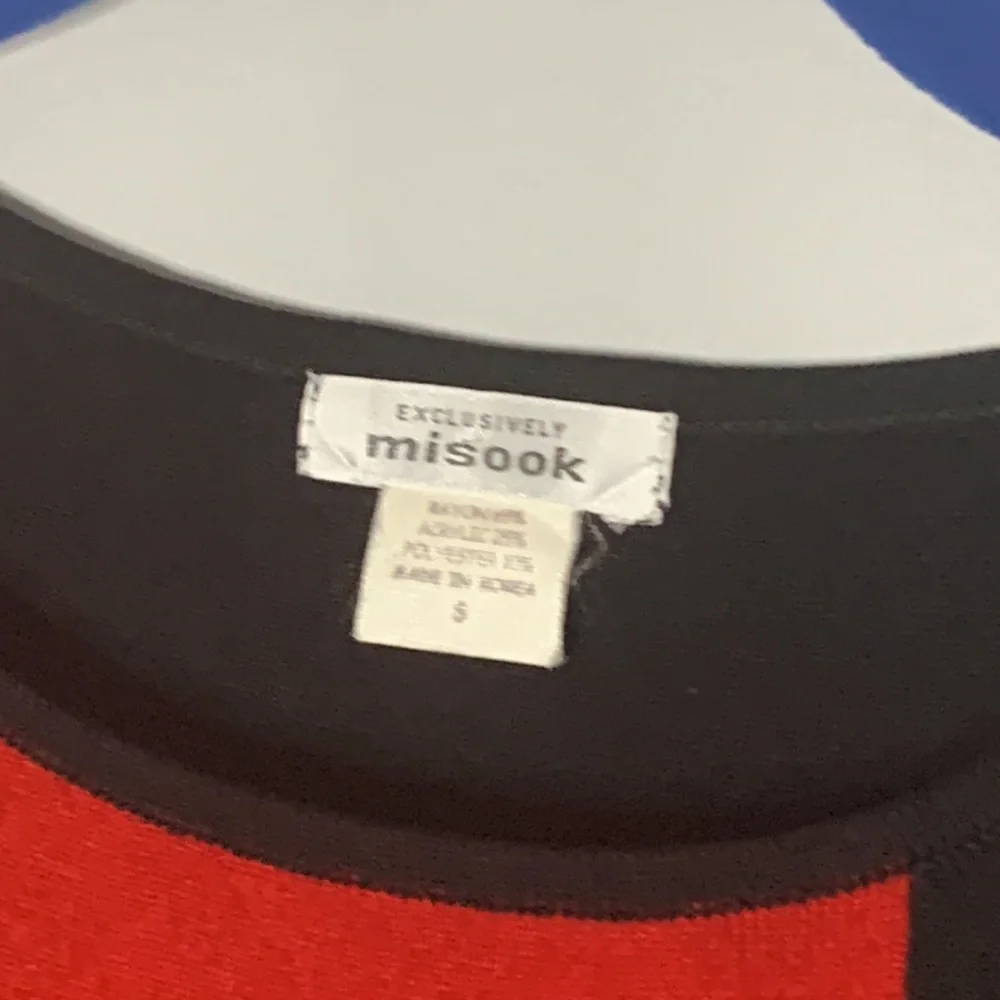 EXCLUSIVELY
misook
RAYON
ACRYLIC
POLYESTER
MADE IN KOREA
S